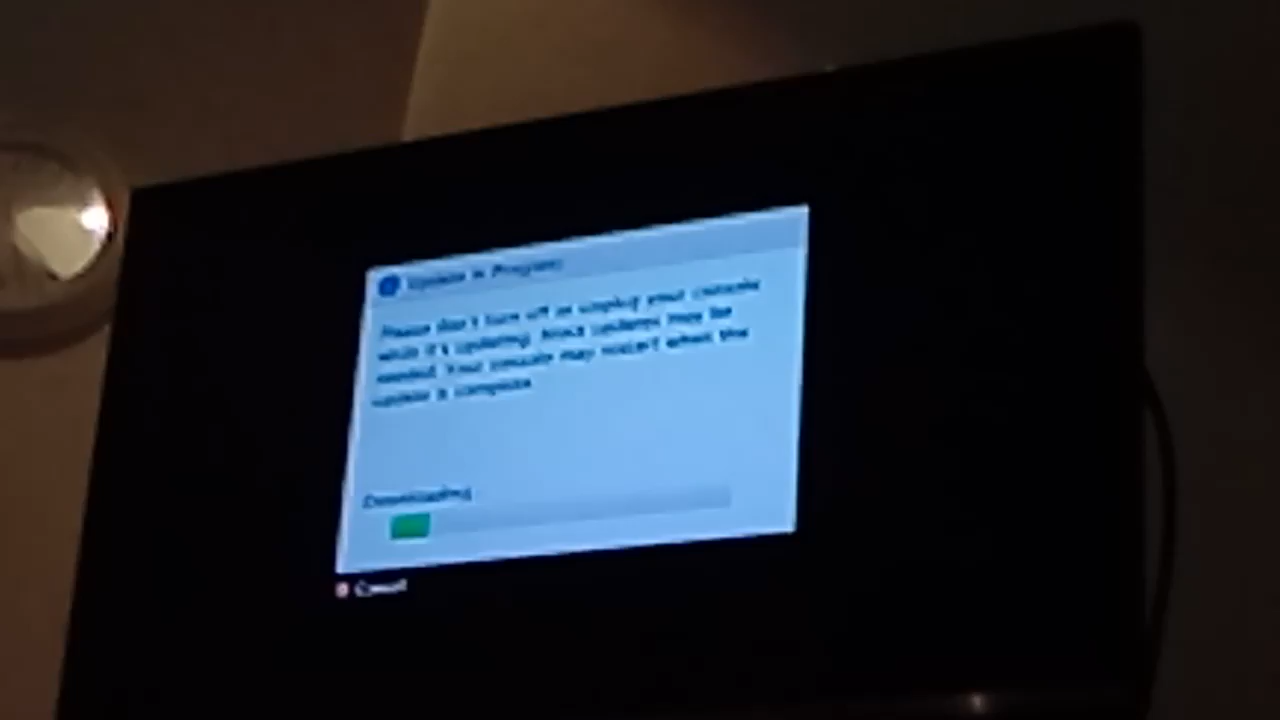 Update in Progress
Please don't turn off or unplug your console
while it's updating. More updates may be
needed. Your console may restart when the
update is complete.
Downloading
Cancel